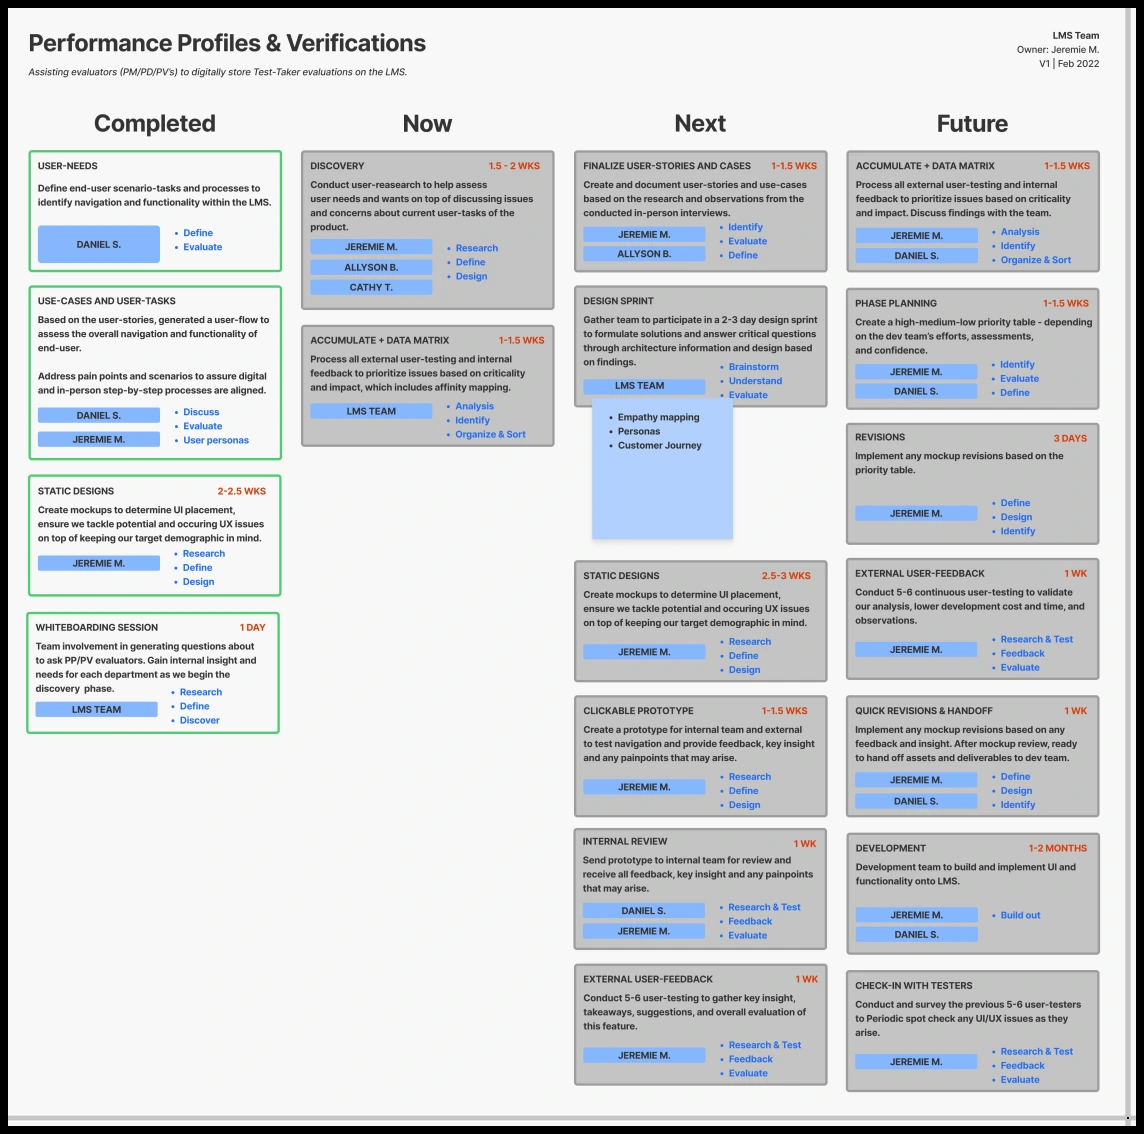 Performance Profiles & Verifications
Assisting evaluators (PM/PD/PV's) to digitally store Test-Taker evaluations on the LMS.
LMS Team
Owner: Jeremie M.
V1 | Feb 2022
Completed
USER-NEEDS
Define end-user scenario-tasks and processes to
identify navigation and functionality within the LMS.
DANIEL S.
• Define
• Evaluate
USE-CASES AND USER-TASKS
Based on the user-stories, generated a user-flow to
assess the overall navigation and functionality of
end-user.
Address pain points and scenarios to assure digital
and in-person step-by-step processes are aligned.
DANIEL S.
JEREMIE M.
• Discuss
• Evaluate
• User personas
STATIC DESIGNS
2-2.5 WKS
Create mockups to determine UI placement,
ensure we tackle potential and occuring UX issues
on top of keeping our target demographic in mind.
JEREMIE M.
• Research
• Define
• Design
WHITEBOARDING SESSION
1 DAY
Team involvement in generating questions about
to ask PP/PV evaluators. Gain internal insight and
needs for each department as we begin the
discovery phase.
LMS TEAM
• Research
• Define
• Discover
Now
DISCOVERY
1.5 - 2 WKS
Conduct user-reasearch to help assess
user needs and wants on top of discussing issues
and concerns about current user-tasks of the
product.
JEREMIE M.
ALLYSON B.
CATHY T.
• Research
• Define
• Design
ACCUMULATE + DATA MATRIX
1-1.5 WKS
Process all external user-testing and internal
feedback to prioritize issues based on criticality
and impact, which includes affinity mapping.
LMS TEAM
• Analysis
• Identify
• Organize & Sort
Next
FINALIZE USER-STORIES AND CASES
1-1.5 WKS
Create and document user-stories and use-cases
based on the research and observations from the
conducted in-person interviews.
JEREMIE M.
ALLYSON B.
• Identify
• Evaluate
• Define
DESIGN SPRINT
Gather team to participate in a 2-3 day design sprint
to formulate solutions and answer critical questions
through architecture information and design based
on findings.
LMS TEAM
• Brainstorm
• Understand
• Evaluate
• Empathy mapping
• Personas
• Customer Journey
STATIC DESIGNS
2.5-3 WKS
Create mockups to determine UI placement,
ensure we tackle potential and occuring UX issues
on top of keeping our target demographic in mind.
JEREMIE M.
• Research
• Define
• Design
CLICKABLE PROTOTYPE
1-1.5 WKS
Create a prototype for internal team and external
to test navigation and provide feedback, key insight
and any painpoints that may arise.
JEREMIE M.
• Research
• Define
• Design
INTERNAL REVIEW
1 WK
Send prototype to internal team for review and
receive all feedback, key insight and any painpoints
that may arise.
DANIEL S.
JEREMIE M.
• Research & Test
• Feedback
• Evaluate
EXTERNAL USER-FEEDBACK
1 WK
Conduct 5-6 user-testing to gather key insight,
takeaways, suggestions, and overall evaluation of
this feature.
JEREMIE M.
• Research & Test
• Feedback
• Evaluate
Future
ACCUMULATE + DATA MATRIX
1-1.5 WKS
Process all external user-testing and internal
feedback to prioritize issues based on criticality
and impact. Discuss findings with the team.
JEREMIE M.
DANIEL S.
• Analysis
• Identify
• Organize & Sort
PHASE PLANNING
1-1.5 WKS
Create a high-medium-low priority table - depending
on the dev team's efforts, assessments,
and confidence.
JEREMIE M.
DANIEL S.
• Identify
• Evaluate
• Define
REVISIONS
3 DAYS
Implement any mockup revisions based on the
priority table.
JEREMIE M.
• Define
• Design
• Identify
EXTERNAL USER-FEEDBACK
1 WK
Conduct 5-6 continuous user-testing to validate
our analysis, lower development cost and time, and
observations.
JEREMIE M.
• Research & Test
• Feedback
• Evaluate
QUICK REVISIONS & HANDOFF
1 WK
Implement any mockup revisions based on any
feedback and insight. After mockup review, ready
to hand off assets and deliverables to dev team.
JEREMIE M.
DANIEL S.
• Define
• Design
• Identify
DEVELOPMENT
1-2 MONTHS
Development team to build and implement UI and
functionality onto LMS.
JEREMIE M.
DANIEL S.
• Build out
CHECK-IN WITH TESTERS
Conduct and survey the previous 5-6 user-testers
to Periodic spot check any UI/UX issues as they
arise.
JEREMIE M.
• Research & Test
• Feedback
• Evaluate